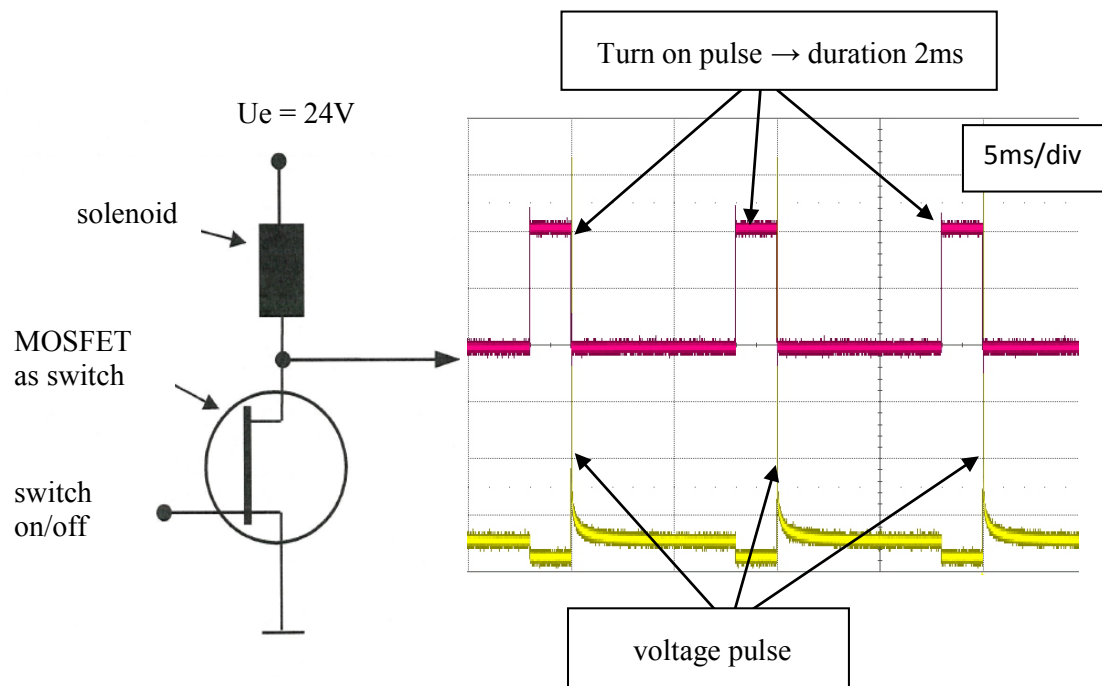 Turn on pulse → duration 2ms
Ue = 24V
5ms/div
solenoid
MOSFET
as switch
switch
on/off
voltage pulse